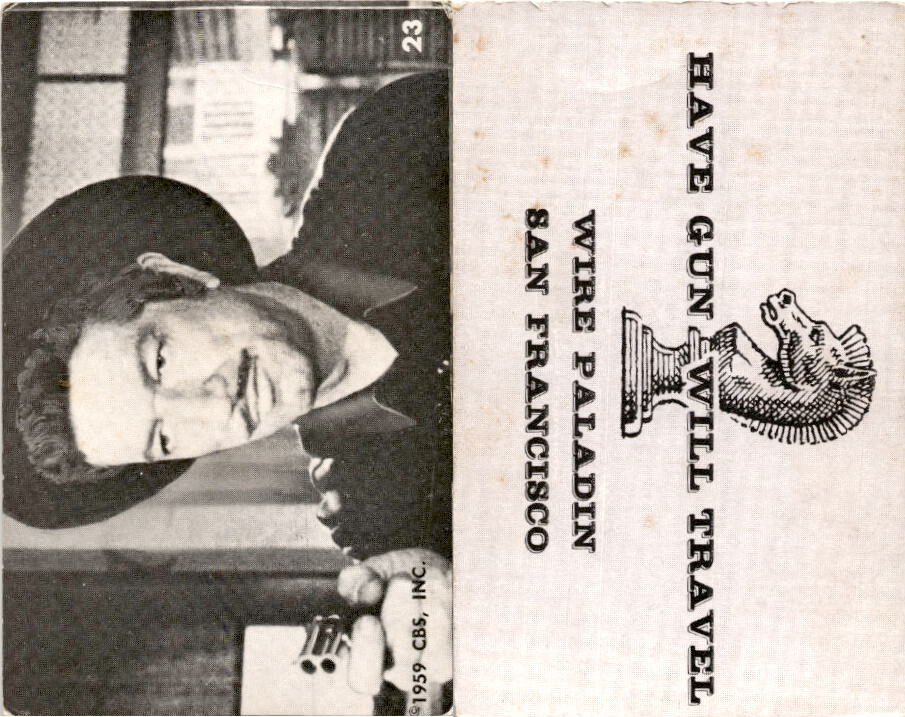 23
©1959 CBS, INC.
HAVE GUN WILL TRAVEL
WIRE PALADIN
SAN FRANCISCO